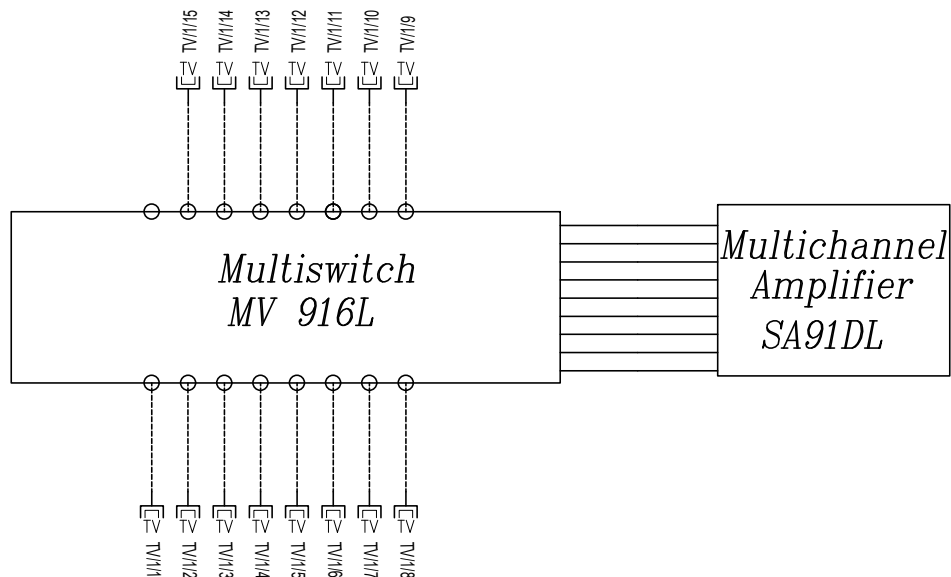 TV/1/15 TV/1/14 TV/1/13 TV/1/12 TV/1/11 TV/1/10 TV/1/9
TV TV TV TV TV TV TV
Multiswitch
MV 916L
Multichannel
Amplifier
SA91DL
TV TV TV TV TV TV TV TV
TV/1/1 TV/1/2 TV/1/3 TV/1/4 TV/1/5 TV/1/6 TV/1/7 TV/1/8